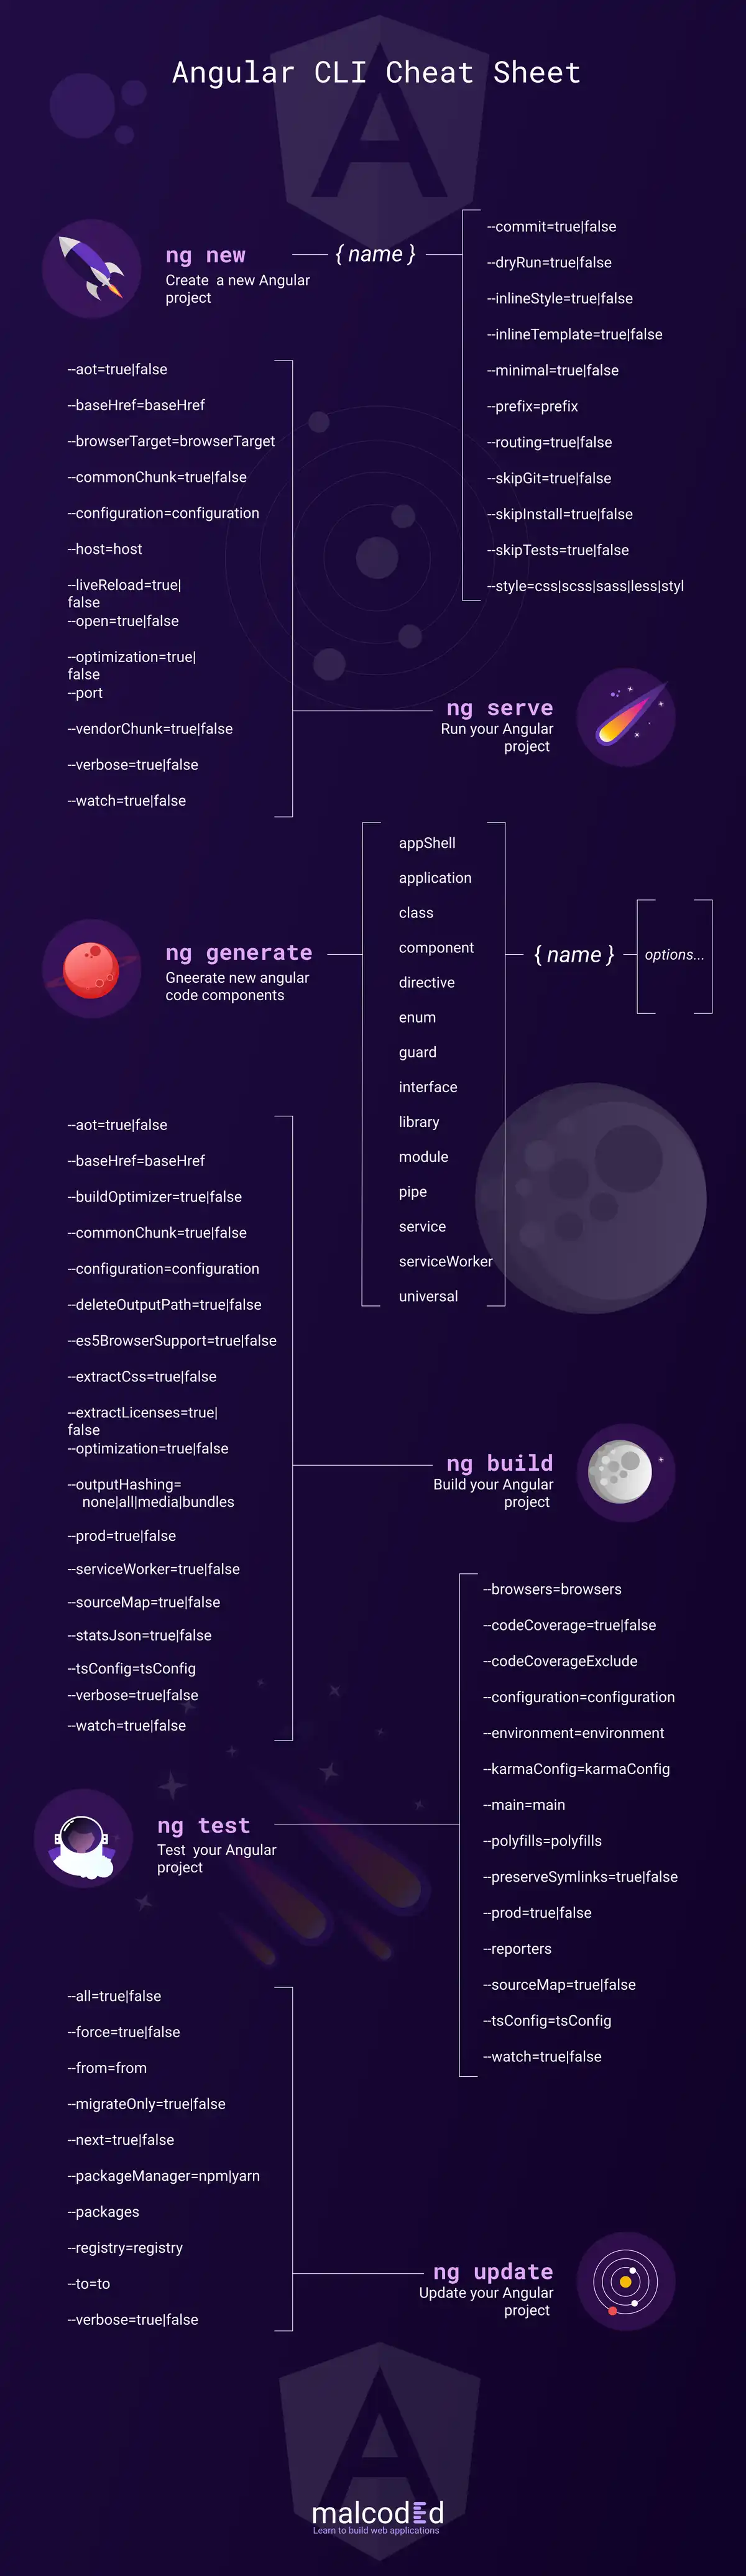 Angular CLI Cheat Sheet
ng new
Create  a new Angular
project
{ name }
--commit=true|false
--dryRun=true|false
--inlineStyle=true|false
--inlineTemplate=true|false
--minimal=true|false
--prefix=prefix
--routing=true|false
--skipGit=true|false
--skipInstall=true|false
--skipTests=true|false
--style=css|scss|sass|less|styl
--aot=true|false
--baseHref=baseHref
--browserTarget=browserTarget
--commonChunk=true|false
--configuration=configuration
--host=host
--liveReload=true|
false
--open=true|false
--optimization=true|
false
--port
--vendorChunk=true|false
--verbose=true|false
--watch=true|false
ng serve
Run your Angular
project
ng generate
Gneerate new angular
code components
appShell
application
class
component
directive
enum
guard
interface
library
module
pipe
service
serviceWorker
universal
{ name }
options...
--aot=true|false
--baseHref=baseHref
--buildOptimizer=true|false
--commonChunk=true|false
--configuration=configuration
--deleteOutputPath=true|false
--es5BrowserSupport=true|false
--extractCss=true|false
--extractLicenses=true|
false
--optimization=true|false
--outputHashing=
none|all|media|bundles
--prod=true|false
--serviceWorker=true|false
--sourceMap=true|false
--statsJson=true|false
--tsConfig=tsConfig
--verbose=true|false
--watch=true|false
ng build
Build your Angular
project
ng test
Test  your Angular
project
--browsers=browsers
--codeCoverage=true|false
--codeCoverageExclude
--configuration=configuration
--environment=environment
--karmaConfig=karmaConfig
--main=main
--polyfills=polyfills
--preserveSymlinks=true|false
--prod=true|false
--reporters
--sourceMap=true|false
--tsConfig=tsConfig
--watch=true|false
--all=true|false
--force=true|false
--from=from
--migrateOnly=true|false
--next=true|false
--packageManager=npm|yarn
--packages
--registry=registry
--to=to
--verbose=true|false
ng update
Update your Angular
project
malcoded
Learn to build web applications